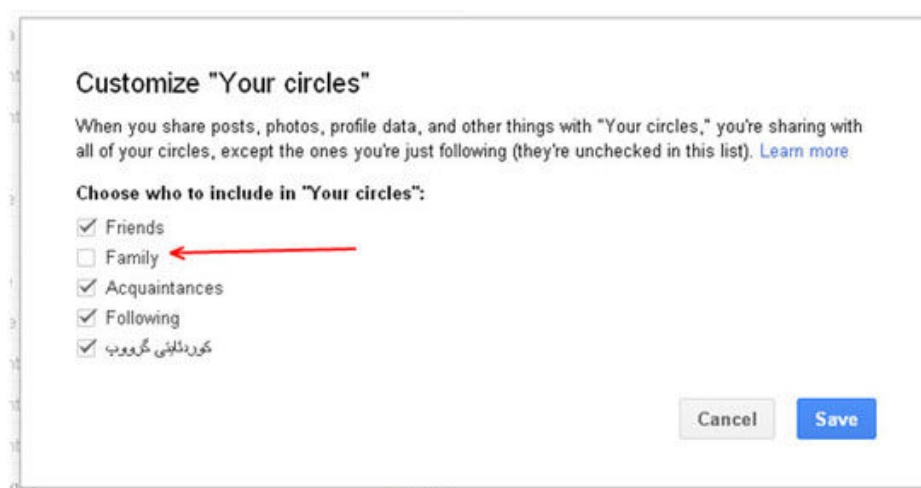 Customize "Your circles"
When you share posts, photos, profile data, and other things with "Your circles," you're sharing with
all of your circles, except the ones you're just following (they're unchecked in this list). Learn more
Choose who to include in "Your circles":
Friends
Family
Acquaintances
Following
گرووپ
Cancel
Save